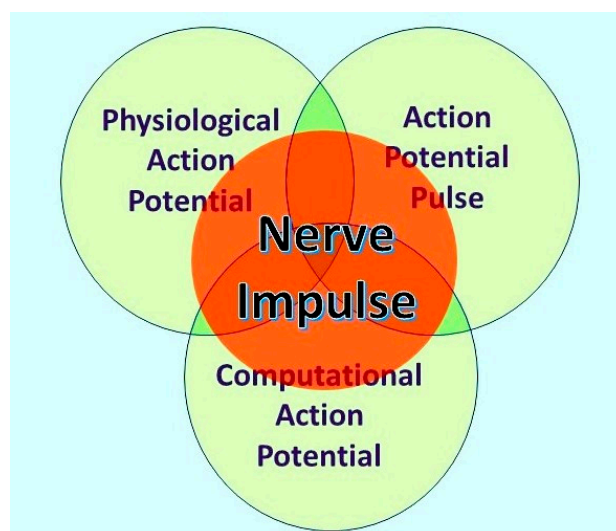 Physiological
Action
Potential
Action
Potential
Pulse
Nerve
Impulse
Computational
Action
Potential